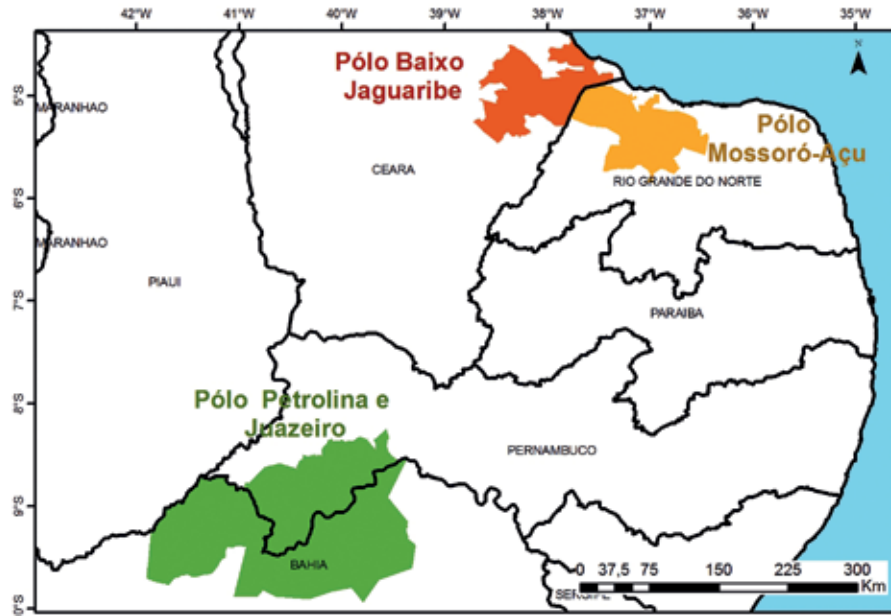 42°W 41°W 40°W 39°W 38°W 37°W 36°W 35°W
5°S
6°S
7°S
8°S
9°S
0°S
N
Pólo Baixo
Jaguaribe
Pólo
Mossoró-Açu
MARANHAO
CEARA
RIO GRANDE DO NORTE
MARANHAO
PIAUI
PARAIBA
Pólo Petrolina e
Juazeiro
PERNAMBUCO
BAHIA
0 37,5 75 150 225 300
Km